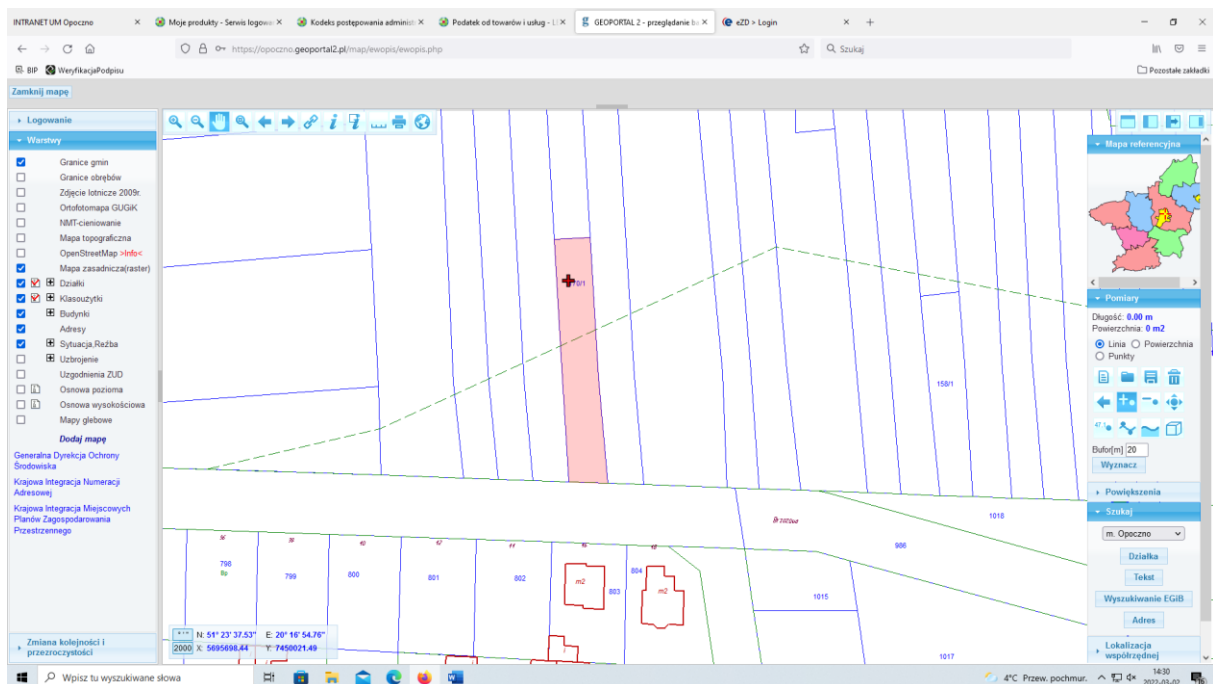 INTRANET UM Opoczno
Moje produkty - Serwis logowa
Kodeks postępowania administ
Podatek od towarów i usług - L
GEOPORTAL 2 - przeglądanie ba
eZD > Login
https://opoczno.geoportal2.pl/map/ewopis/ewopis.php
Szukaj
BIP
WeryfikacjaPodpisu
Pozostałe zakładki
Zamknij mapę
Logowanie
Warstwy
Granice gmin
Granice obrębów
Zdjęcie lotnicze 2009r.
Ortofotomapa GUGiK
NMT-cieniowanie
Mapa topograficzna
OpenStreetMap >Info<
Mapa zasadnicza(raster)
Działki
Klasoużytki
Budynki
Adresy
Sytuacja,Reźba
Uzbrojenie
Uzgodnienia ZUD
Osnowa pozioma
Osnowa wysokościowa
Mapy glebowe
Dodaj mapę
Generalna Dyrekcja Ochrony
Środowiska
Krajowa Integracja Numeracji
Adresowej
Krajowa Integracja Miejscowych
Planów Zagospodarowania
Przestrzennego
Zmiana kolejności i
przezroczystości
158/1
1018
986
798
799
800
801
802
m2
803
804
m2
1015
1017
N: 51° 23' 37.53" E: 20° 16' 54.76"
2000 X: 5695698.44 Y: 7450021.49
Mapa referencyjna
Pomiary
Długość: 0.00 m
Powierzchnia: 0 m2
Linia Powierzchnia
Punkty
Bufor[m] 20
Wyznacz
Powiększenia
Szukaj
m. Opoczno
Działka
Tekst
Wyszukiwanie EGiB
Adres
Lokalizacja
współrzędnej
Wpisz tu wyszukiwane słowa
4°C Przew. pochmur.
14:30
2022-03-02